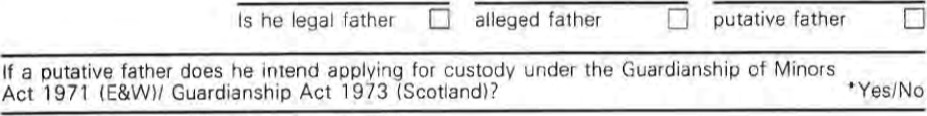 Is he legal father □ alleged father □ putative father □
If a putative father does he intend applying for custody under the Guardianship of Minors
Act 1971 (E&W)/ Guardianship Act 1973 (Scotland)? *Yes/No